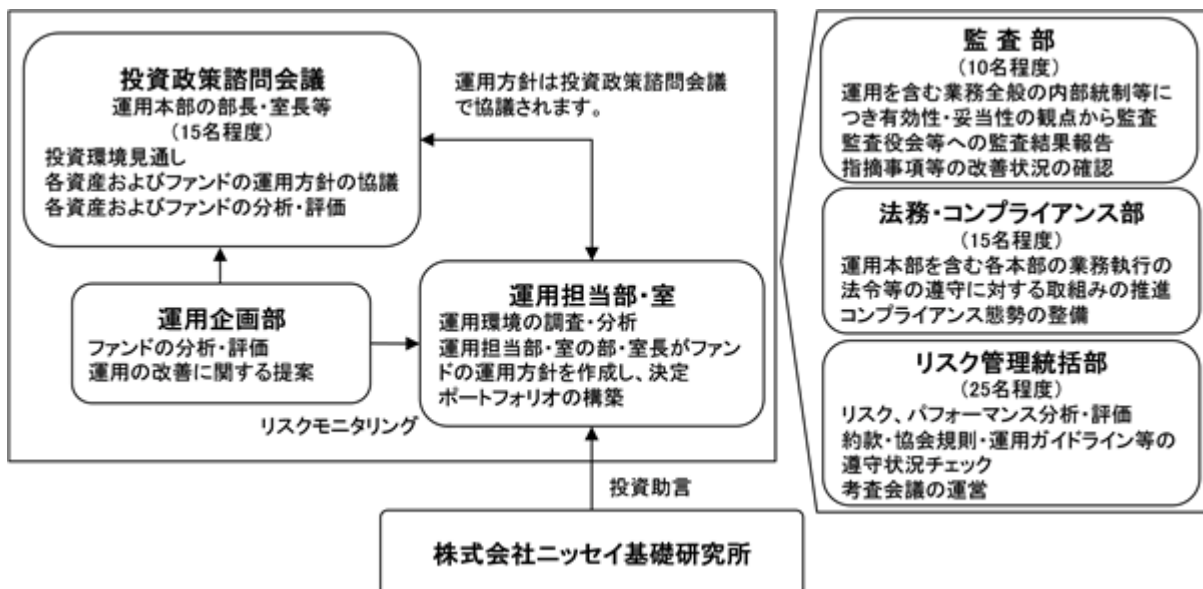 投資政策諮問会議
運用本部の部長・室長等
(15名程度)
投資環境見通し
各資産およびファンドの運用方針の協議
各資産およびファンドの分析・評価
運用方針は投資政策諮問会議
で協議されます。
運用企画部
ファンドの分析・評価
運用の改善に関する提案
運用担当部・室
運用環境の調査・分析
運用担当部・室の部・室長がファン
ドの運用方針を作成し、決定
ポートフォリオの構築
リスクモニタリング
投資助言
株式会社ニッセイ基礎研究所
監査部
(10名程度)
運用を含む業務全般の内部統制等に
つき有効性・妥当性の観点から監査
監査役会等への監査結果報告
指摘事項等の改善状況の確認
法務・コンプライアンス部
(15名程度)
運用本部を含む各本部の業務執行の
法令等の遵守に対する取組みの推進
コンプライアンス態勢の整備
リスク管理統括部
(25名程度)
リスク、パフォーマンス分析・評価
約款・協会規則・運用ガイドライン等の
遵守状況チェック
考査会議の運営